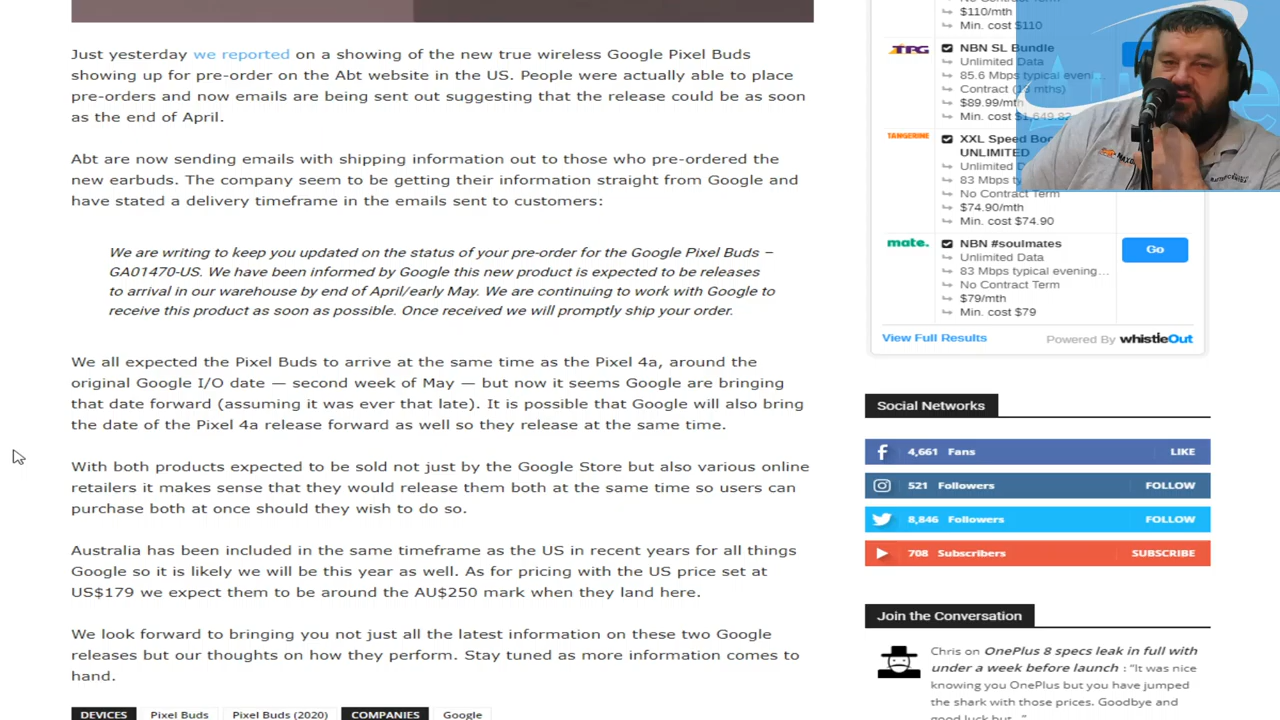 Just yesterday we reported on a showing of the new true wireless Google Pixel Buds
showing up for pre-order on the Abt website in the US. People were actually able to place
pre-orders and now emails are being sent out suggesting that the release could be as soon
as the end of April.
Abt are now sending emails with shipping information out to those who pre-ordered the
new earbuds. The company seem to be getting their information straight from Google and
have stated a delivery timeframe in the emails sent to customers:
We are writing to keep you updated on the status of your pre-order for the Google Pixel Buds –
GA01470-US. We have been informed by Google this new product is expected to be releases
to arrival in our warehouse by end of April/early May. We are continuing to work with Google to
receive this product as soon as possible. Once received we will promptly ship your order.
We all expected the Pixel Buds to arrive at the same time as the Pixel 4a, around the
original Google I/O date — second week of May — but now it seems Google are bringing
that date forward (assuming it was ever that late). It is possible that Google will also bring
the date of the Pixel 4a release forward as well so they release at the same time.
With both products expected to be sold not just by the Google Store but also various online
retailers it makes sense that they would release them both at the same time so users can
purchase both at once should they wish to do so.
Australia has been included in the same timeframe as the US in recent years for all things
Google so it is likely we will be this year as well. As for pricing with the US price set at
US$179 we expect them to be around the AU$250 mark when they land here.
We look forward to bringing you not just all the latest information on these two Google
releases but our thoughts on how they perform. Stay tuned as more information comes to
hand.
DEVICES Pixel Buds Pixel Buds (2020) COMPANIES Google
$110/mth
Min. cost $110
TPG NBN SL Bundle
Unlimited Data
85.6 Mbps typical eveni...
Contract (18 mths)
$89.99/mth
Min. cost $1,649.82
TANGERINE XXL Speed
UNLIMITED
Unlimited
83 Mbps
No Contract Term
$74.90/mth
Min. cost $74.90
mate. NBN #soulmates
Unlimited Data
83 Mbps typical evening...
No Contract Term
$79/mth
Min. cost $79
Go
View Full Results Powered By whistleOut
Social Networks
4,661 Fans LIKE
521 Followers FOLLOW
8,846 Followers FOLLOW
708 Subscribers SUBSCRIBE
Join the Conversation
Chris on OnePlus 8 specs leak in full with
under a week before launch : "It was nice
knowing you OnePlus but you have jumped
the shark with those prices. Goodbye and
good luck but..."